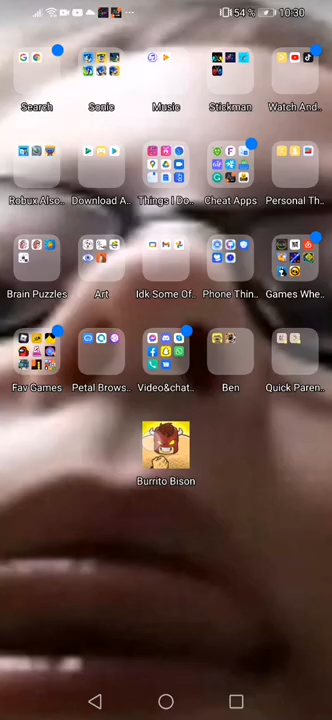 54 % 10:30
Search Sonic Music Stickman Watch And..
Robux Also.. Download A.. Things I Do.. Cheat Apps Personal Th..
Brain Puzzles Art Idk Some Of.. Phone Thin.. Games Whe..
Fav Games Petal Brows.. Video&chat.. Ben Quick Paren..
Burrito Bison